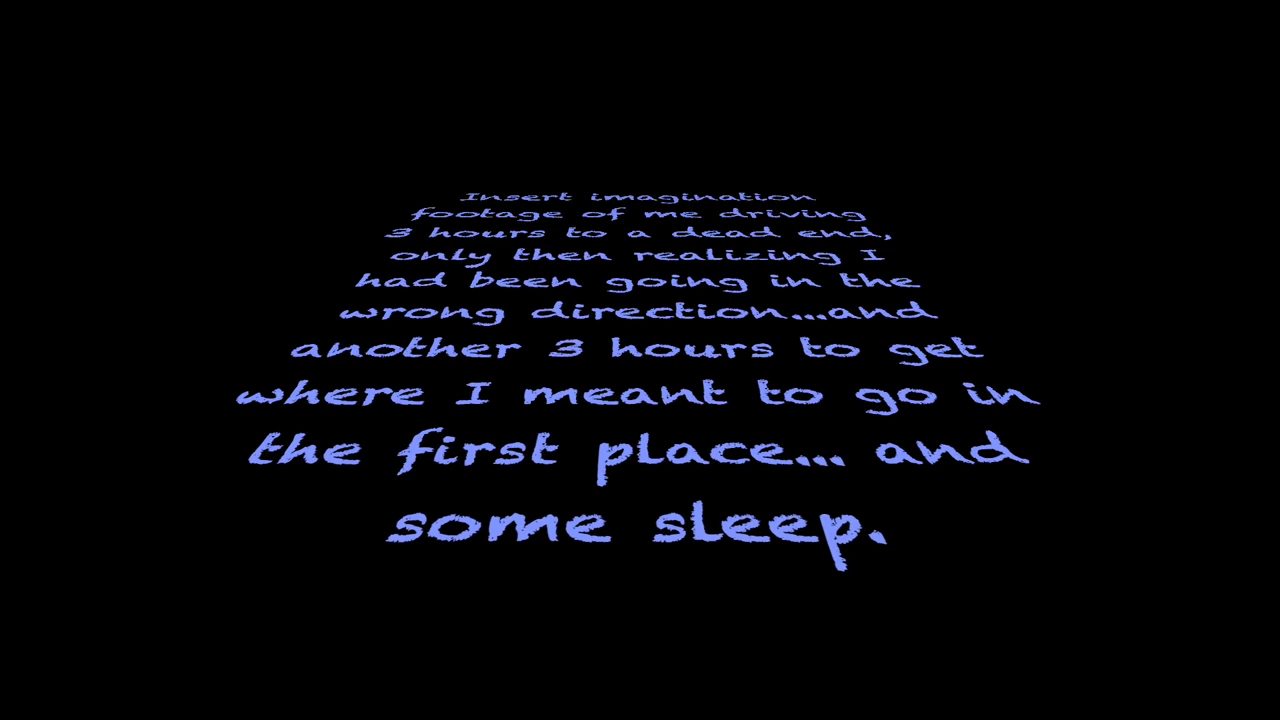 Insert imagination
footage of me driving
3 hours to a dead end,
only then realizing I
had been going in the
wrong direction...and
another 3 hours to get
where I meant to go in
the first place... and
some sleep.